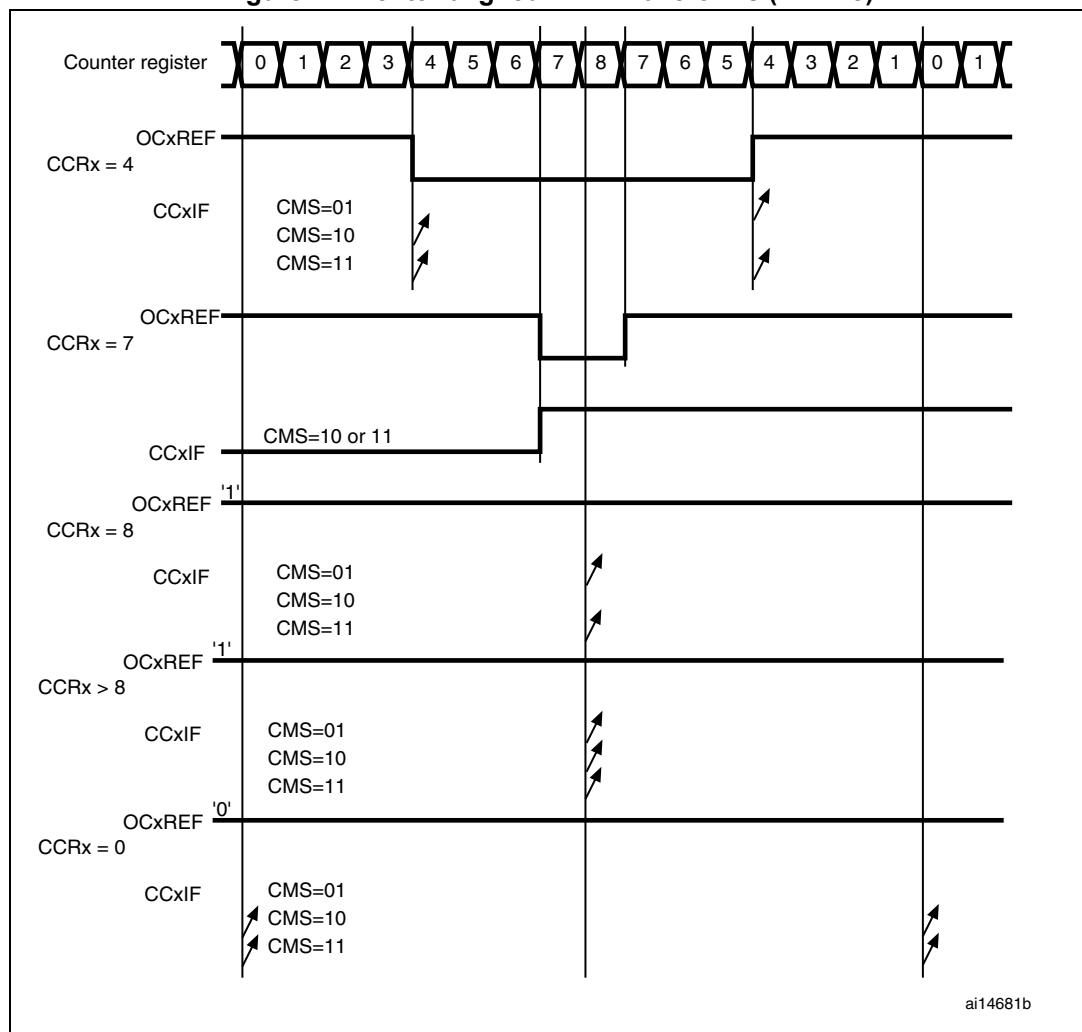 Counter register 0 1 2 3 4 5 6 7 8 7 6 5 4 3 2 1 0 1
OCxREF
CCRx = 4
CCxIF CMS=01
CMS=10
CMS=11
OCxREF
CCRx = 7
CMS=10 or 11
CCxIF
'1'
OCxREF
CCRx = 8
CCxIF CMS=01
CMS=10
CMS=11
'1'
OCxREF
CCRx > 8
CCxIF CMS=01
CMS=10
CMS=11
'0'
OCxREF
CCRx = 0
CCxIF CMS=01
CMS=10
CMS=11
ai14681b